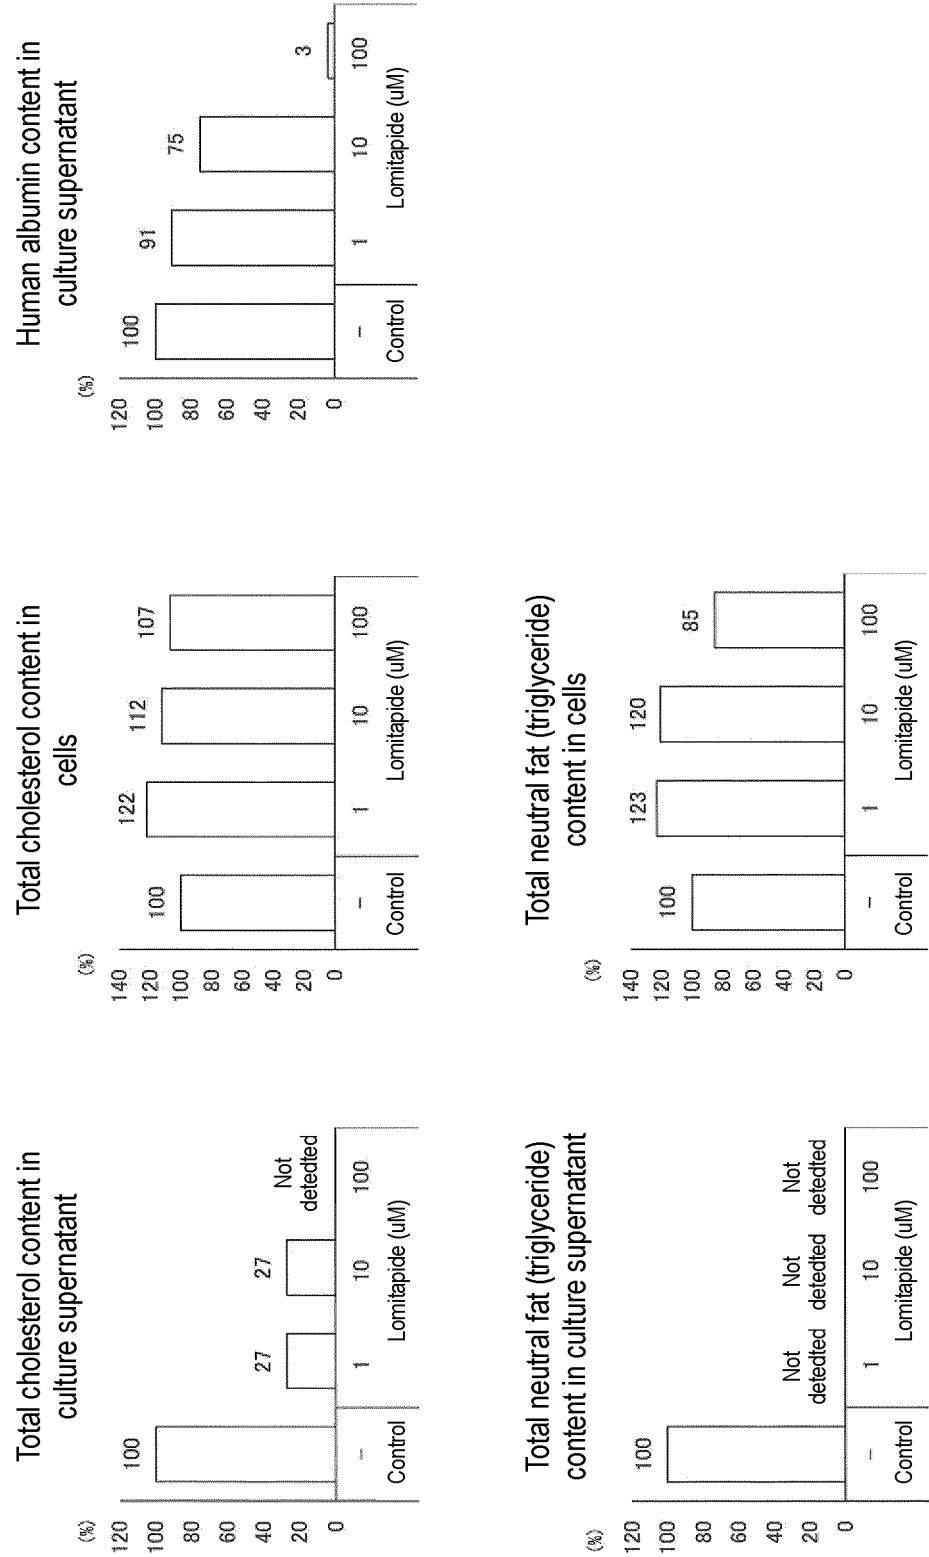 Total cholesterol content in
culture supernatant
(%)
120
100
80
60
40
20
0
100
27
27
Not
detedted
– 1 10 100
Control Lomitapide (uM)
Total cholesterol content in
cells
(%)
140
120
100
80
60
40
20
0
100
122
112
107
– 1 10 100
Control Lomitapide (uM)
Human albumin content in
culture supernatant
(%)
120
100
80
60
40
20
0
100
91
75
3
– 1 10 100
Control Lomitapide (uM)
Total neutral fat (triglyceride)
content in culture supernatant
(%)
120
100
80
60
40
20
0
100
Not
detedted
Not
detedted
Not
detedted
– 1 10 100
Control Lomitapide (uM)
Total neutral fat (triglyceride)
content in cells
(%)
140
120
100
80
60
40
20
0
100
123
120
85
– 1 10 100
Control Lomitapide (uM)